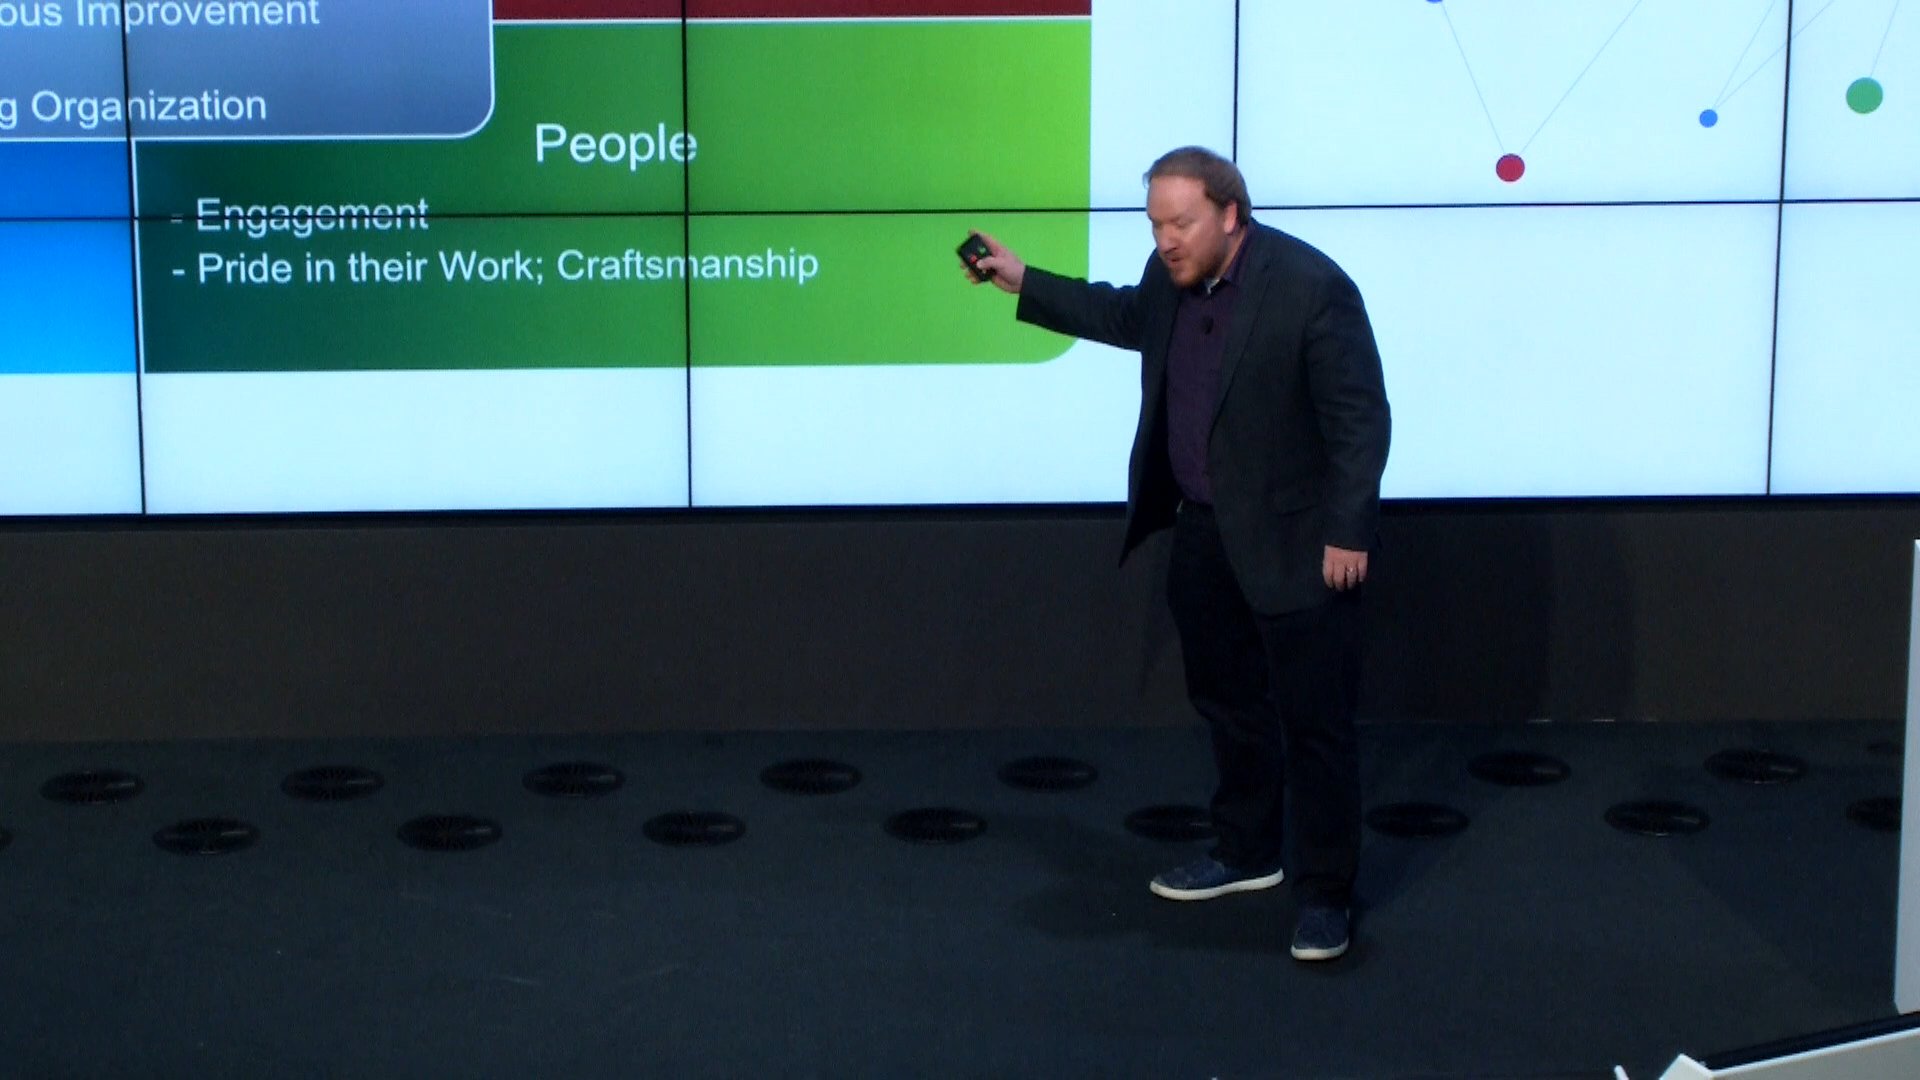 ous Improvement
g Organization
People
- Engagement
- Pride in their Work; Craftsmanship